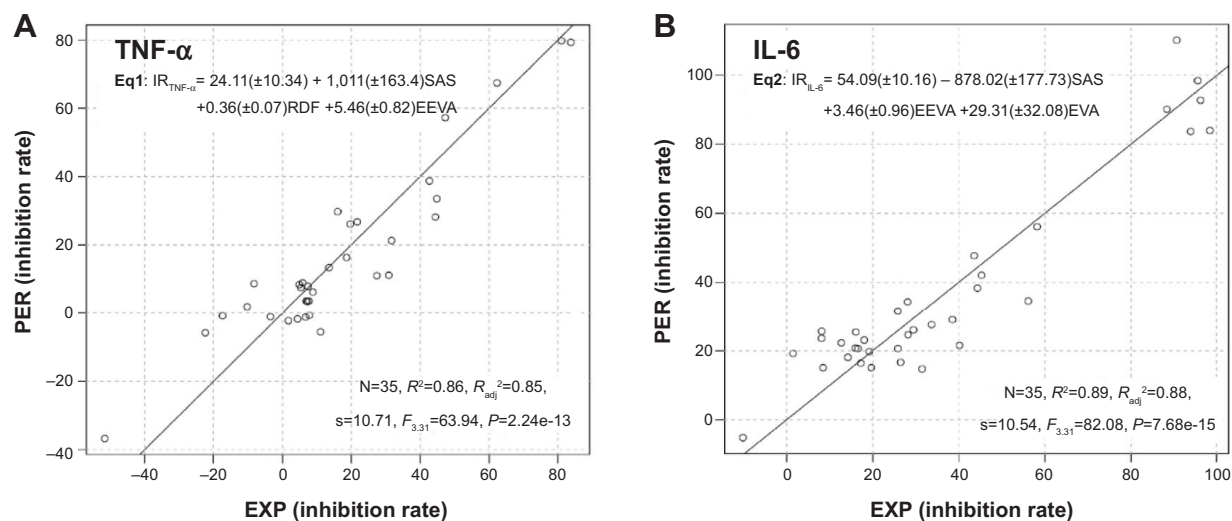 A
TNF-α
Eq1: IR_TNF-α = 24.11(±10.34) + 1,011(±163.4)SAS
+0.36(±0.07)RDF +5.46(±0.82)EEVA
80
60
40
20
0
–20
–40
PER (inhibition rate)
N=35, R²=0.86, R_adj²=0.85,
s=10.71, F_3.31=63.94, P=2.24e-13
–40 –20 0 20 40 60 80
EXP (inhibition rate)
B
IL-6
Eq2: IR_IL-6 = 54.09(±10.16) – 878.02(±177.73)SAS
+3.46(±0.96)EEVA +29.31(±32.08)EVA
100
80
60
40
20
0
PER (inhibition rate)
N=35, R²=0.89, R_adj²=0.88,
s=10.54, F_3.31=82.08, P=7.68e-15
0 20 40 60 80 100
EXP (inhibition rate)